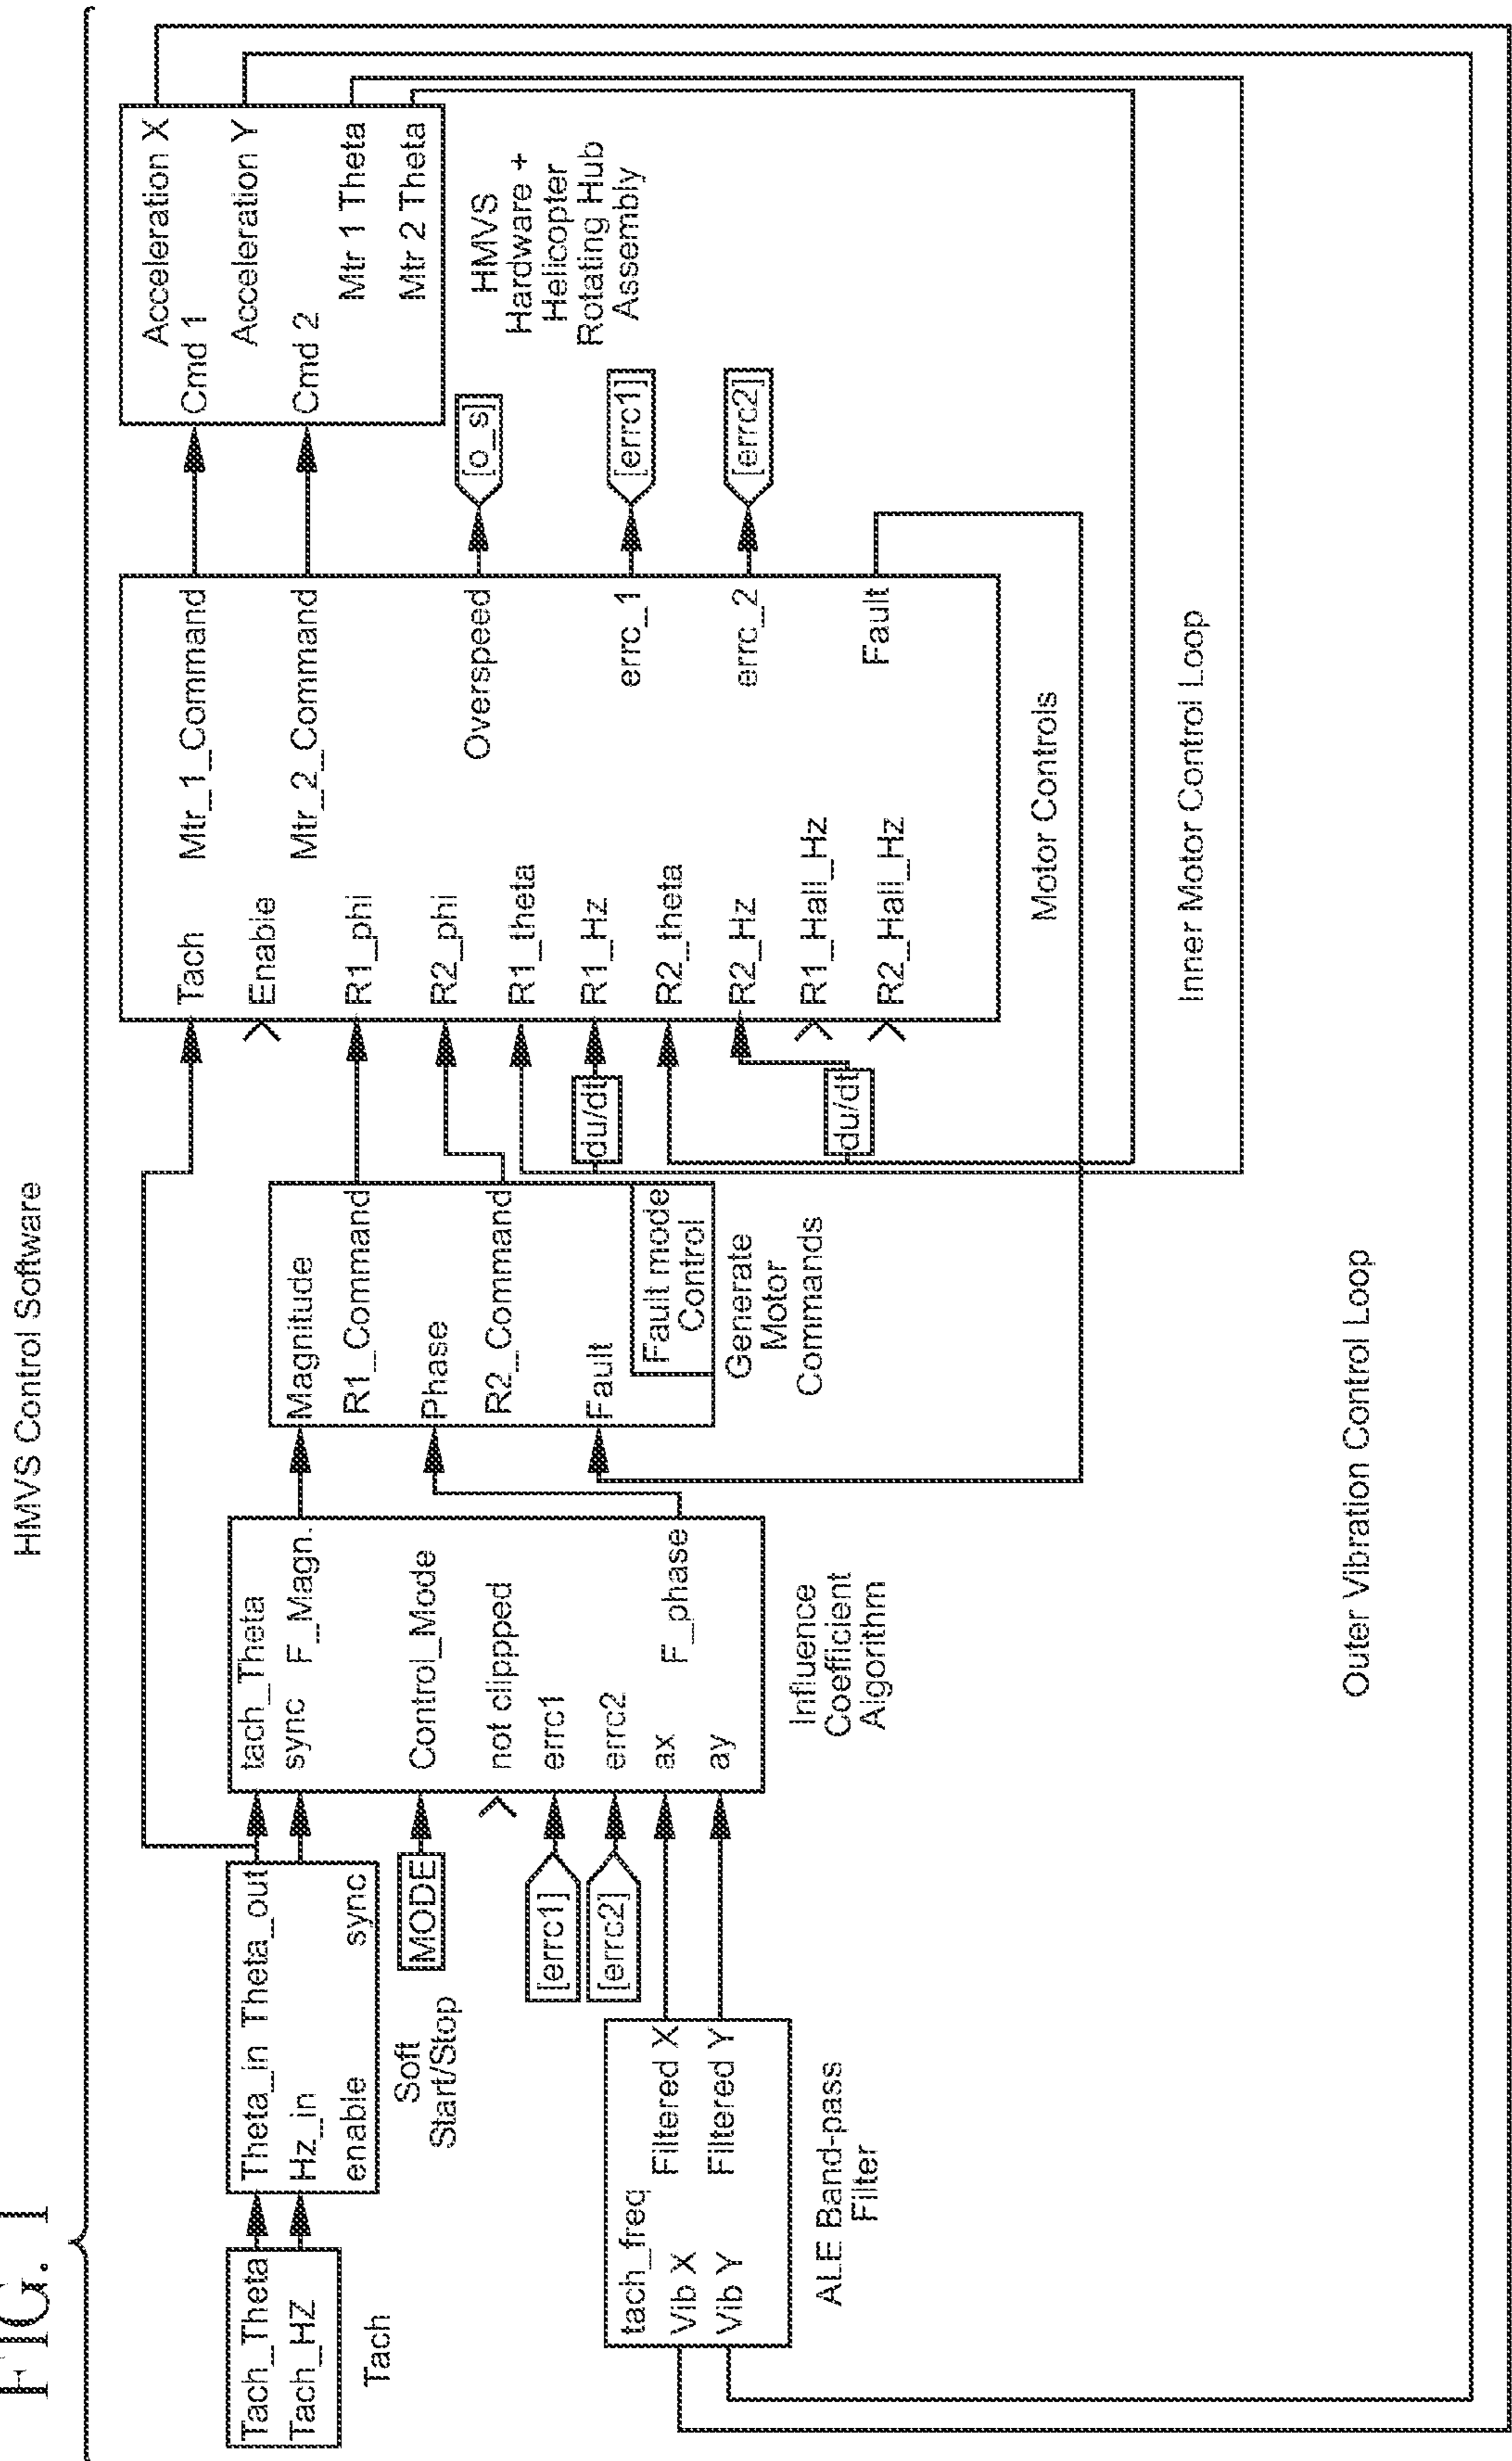 FIG. 1
HMVS Control Software
Tach_Theta
Tach_HZ
Tach
Theta_in Theta_out
Hz_in
enable sync
Soft
Start/Stop
MODE
[errc1]
[errc2]
tach_freq
Vib X Filtered X
Vib Y Filtered Y
ALE Band-pass
Filter
tach_Theta
sync F_Magn.
Control_Mode
not clippped
errc1
errc2
ax F_phase
ay
Influence
Coefficient
Algorithm
Magnitude
R1_Command
Phase
R2_Command
Fault
Fault mode
Control
Generate
Motor
Commands
du/dt
du/dt
Tach Mtr_1_Command
Enable
Mtr_2_Command
R1_phi
R2_phi Overspeed
R1_theta
R1_Hz errc_1
R2_theta
R2_Hz errc_2
R1_Hall_Hz
R2_Hall_Hz Fault
Motor Controls
[o_s]
[errc1]
[errc2]
Acceleration X
Cmd 1
Acceleration Y
Cmd 2
Mtr 1 Theta
Mtr 2 Theta
HMVS
Hardware +
Helicopter
Rotating Hub
Assembly
Inner Motor Control Loop
Outer Vibration Control Loop